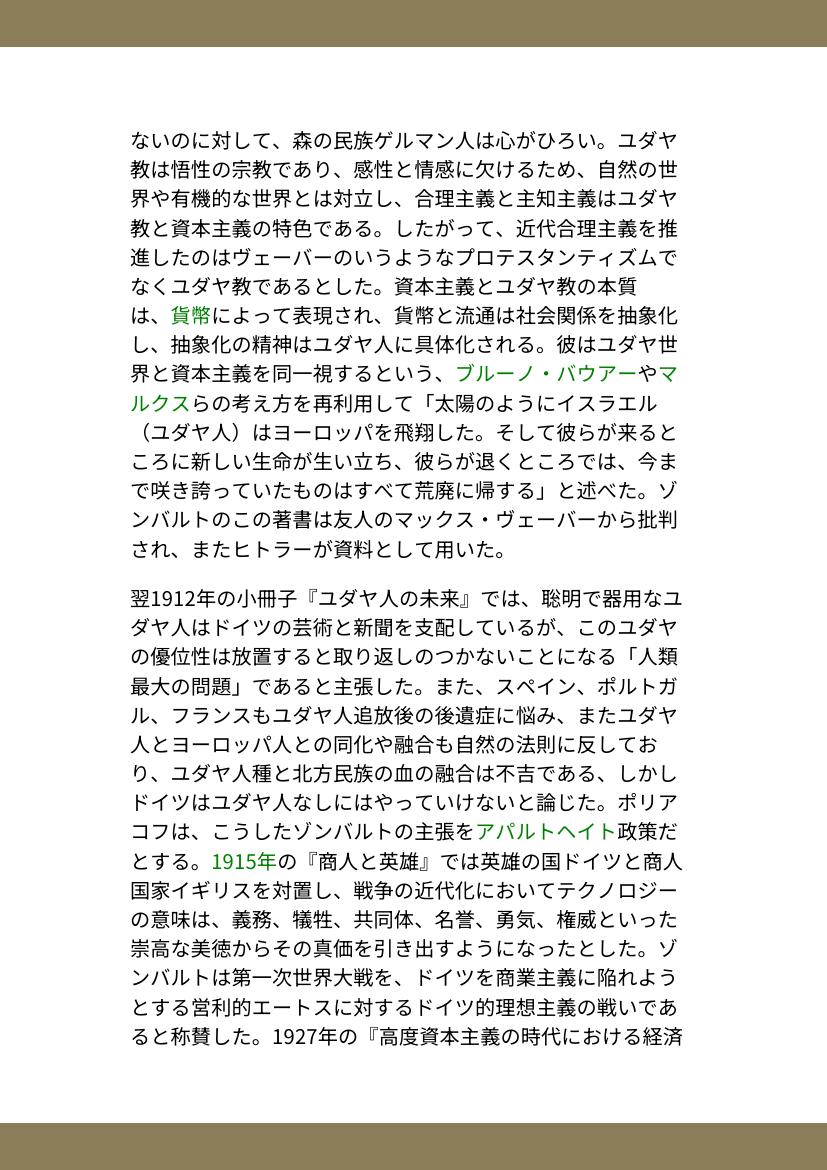 ないのに対して、森の民族ゲルマン人は心がひろい。ユダヤ
教は悟性の宗教であり、感性と情感に欠けるため、自然の世
界や有機的な世界とは対立し、合理主義と主知主義はユダヤ
教と資本主義の特色である。したがって、近代合理主義を推
進したのはヴェーバーのいうようなプロテスタンティズムで
なくユダヤ教であるとした。資本主義とユダヤ教の本質
は、貨幣によって表現され、貨幣と流通は社会関係を抽象化
し、抽象化の精神はユダヤ人に具体化される。彼はユダヤ世
界と資本主義を同一視するという、ブルーノ・バウアーやマ
ルクスらの考え方を再利用して「太陽のようにイスラエル
（ユダヤ人）はヨーロッパを飛翔した。そして彼らが来ると
ころに新しい生命が生い立ち、彼らが退くところでは、今ま
で咲き誇っていたものはすべて荒廃に帰する」と述べた。ゾ
ンバルトのこの著書は友人のマックス・ヴェーバーから批判
され、またヒトラーが資料として用いた。
翌1912年の小冊子『ユダヤ人の未来』では、聡明で器用なユ
ダヤ人はドイツの芸術と新聞を支配しているが、このユダヤ
の優位性は放置すると取り返しのつかないことになる「人類
最大の問題」であると主張した。また、スペイン、ポルトガ
ル、フランスもユダヤ人追放後の後遺症に悩み、またユダヤ
人とヨーロッパ人との同化や融合も自然の法則に反してお
り、ユダヤ人種と北方民族の血の融合は不吉である、しかし
ドイツはユダヤ人なしにはやっていけないと論じた。ポリア
コフは、こうしたゾンバルトの主張をアパルトヘイト政策だ
とする。1915年の『商人と英雄』では英雄の国ドイツと商人
国家イギリスを対置し、戦争の近代化においてテクノロジー
の意味は、義務、犠牲、共同体、名誉、勇気、権威といった
崇高な美徳からその真価を引き出すようになったとした。ゾ
ンバルトは第一次世界大戦を、ドイツを商業主義に陥れよう
とする営利的エートスに対するドイツ的理想主義の戦いであ
ると称賛した。1927年の『高度資本主義の時代における経済